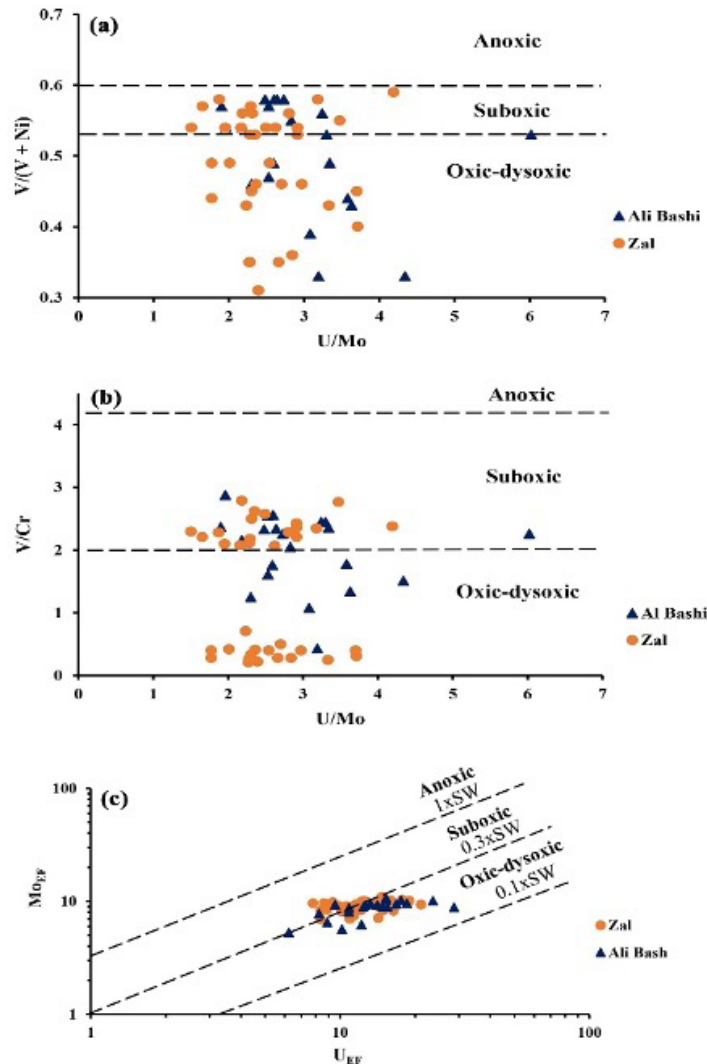 (a)
0.7
Anoxic
0.6
Suboxic
0.5
Oxic-dysoxic
0.4
0.3
V/(V + Ni)
0 1 2 3 4 5 6 7
U/Mo
Ali Bashi
Zal
(b)
Anoxic
4
Suboxic
3
2
Oxic-dysoxic
1
0
V/Cr
0 1 2 3 4 5 6 7
U/Mo
Al Bashi
Zal
(c)
100
Anoxic
1xSW
Suboxic
0.3xSW
Oxic-dysoxic
0.1xSW
10
1
MoEF
1 10 100
UEF
Zal
Ali Bash